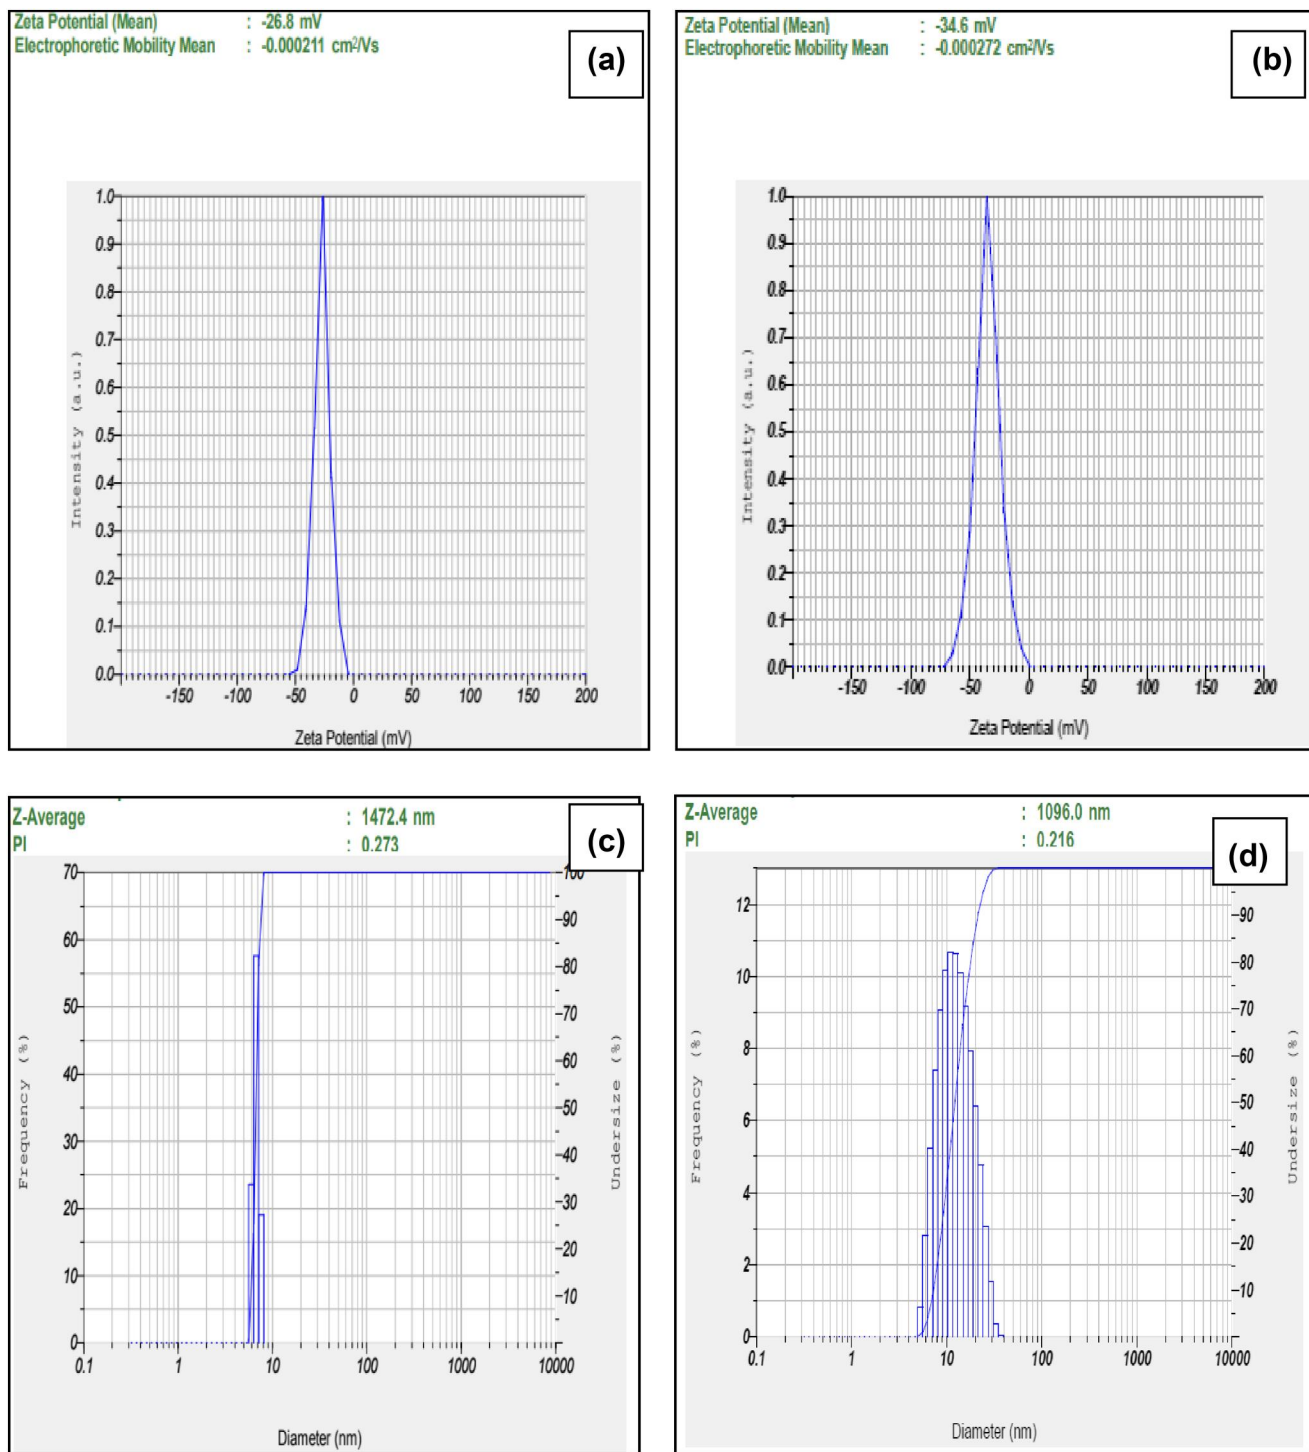 Zeta Potential (Mean) : -26.8 mV
Electrophoretic Mobility Mean : -0.000211 cm²/Vs
(a)
1.0
0.9
0.8
0.7
0.6
0.5
0.4
0.3
0.2
0.1
0.0
Intensity (a.u.)
-150 -100 -50 0 50 100 150 200
Zeta Potential (mV)
Zeta Potential (Mean) : -34.6 mV
Electrophoretic Mobility Mean : -0.000272 cm²/Vs
(b)
1.0
0.9
0.8
0.7
0.6
0.5
0.4
0.3
0.2
0.1
0.0
Intensity (a.u.)
-150 -100 -50 0 50 100 150 200
Zeta Potential (mV)
Z-Average : 1472.4 nm
PI : 0.273
(c)
70
60
50
40
30
20
10
0
Frequency (%)
100
90
80
70
60
50
40
30
20
10
Undersize (%)
0.1 1 10 100 1000 10000
Diameter (nm)
Z-Average : 1096.0 nm
PI : 0.216
(d)
12
10
8
6
4
2
0
Frequency (%)
90
80
70
60
50
40
30
20
10
Undersize (%)
0.1 1 10 100 1000 10000
Diameter (nm)